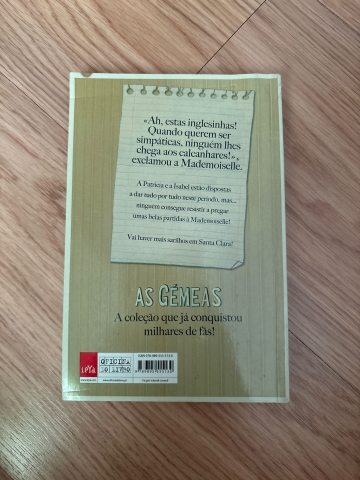 «Ah, estas inglesinhas!
Quando querem ser
simpáticas, ninguém lhes
chega aos calcanhares!»,
exclamou a Mademoiselle.
A Patrícia e a Isabel estão dispostas
a dar tudo por tudo neste período, mas...
ninguém consegue resistir a pregar
umas belas partidas à Mademoiselle!
Vai haver mais sarilhos em Santa Clara!
AS GÉMEAS
A coleção que já conquistou
milhares de fãs!
LEYA
OFICINA
DO LIVRO